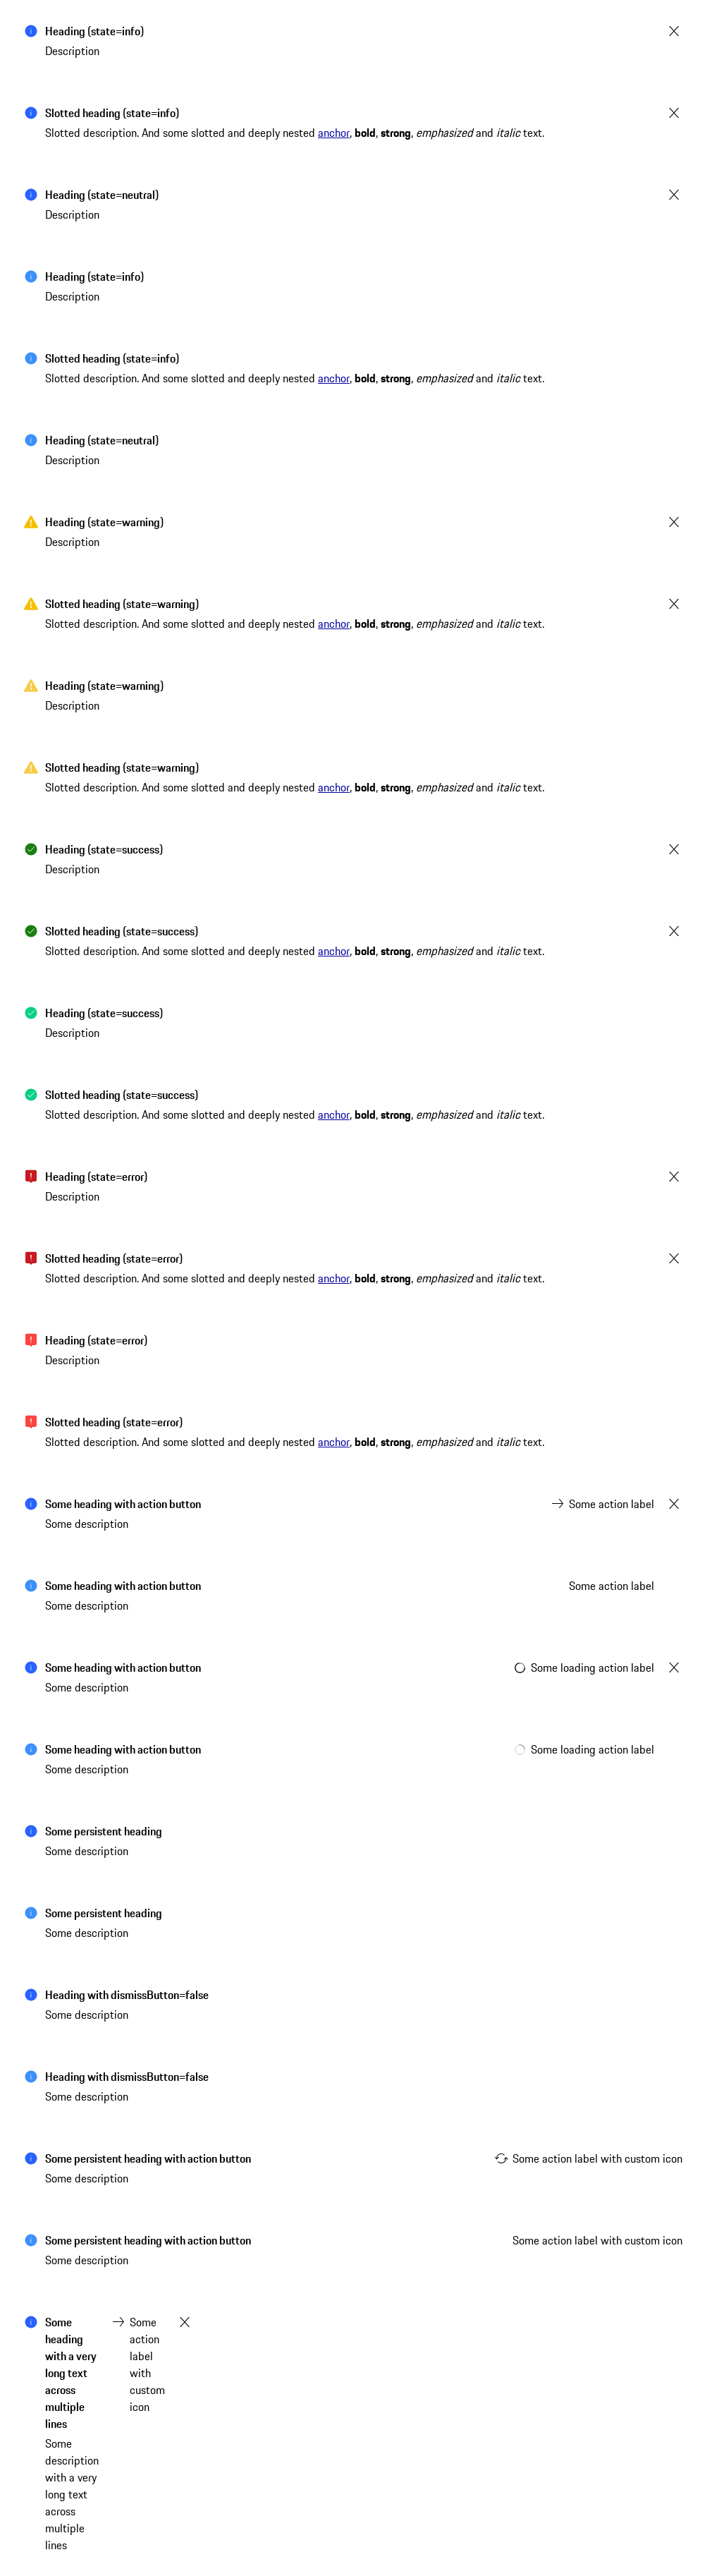 Heading (state=info)
Description
Slotted heading (state=info)
Slotted description. And some slotted and deeply nested anchor, bold, strong, emphasized and italic text.
Heading (state=neutral)
Description
Heading (state=info)
Description
Slotted heading (state=info)
Slotted description. And some slotted and deeply nested anchor, bold, strong, emphasized and italic text.
Heading (state=neutral)
Description
Heading (state=warning)
Description
Slotted heading (state=warning)
Slotted description. And some slotted and deeply nested anchor, bold, strong, emphasized and italic text.
Heading (state=warning)
Description
Slotted heading (state=warning)
Slotted description. And some slotted and deeply nested anchor, bold, strong, emphasized and italic text.
Heading (state=success)
Description
Slotted heading (state=success)
Slotted description. And some slotted and deeply nested anchor, bold, strong, emphasized and italic text.
Heading (state=success)
Description
Slotted heading (state=success)
Slotted description. And some slotted and deeply nested anchor, bold, strong, emphasized and italic text.
Heading (state=error)
Description
Slotted heading (state=error)
Slotted description. And some slotted and deeply nested anchor, bold, strong, emphasized and italic text.
Heading (state=error)
Description
Slotted heading (state=error)
Slotted description. And some slotted and deeply nested anchor, bold, strong, emphasized and italic text.
Some heading with action button
Some action label
Some description
Some heading with action button
Some action label
Some description
Some heading with action button
Some loading action label
Some description
Some heading with action button
Some loading action label
Some description
Some persistent heading
Some description
Some persistent heading
Some description
Heading with dismissButton=false
Some description
Heading with dismissButton=false
Some description
Some persistent heading with action button
Some action label with custom icon
Some description
Some persistent heading with action button
Some action label with custom icon
Some description
Some
heading
with a very
long text
across
multiple
lines
Some
description
with a very
long text
across
multiple
lines
Some
action
label
with
custom
icon